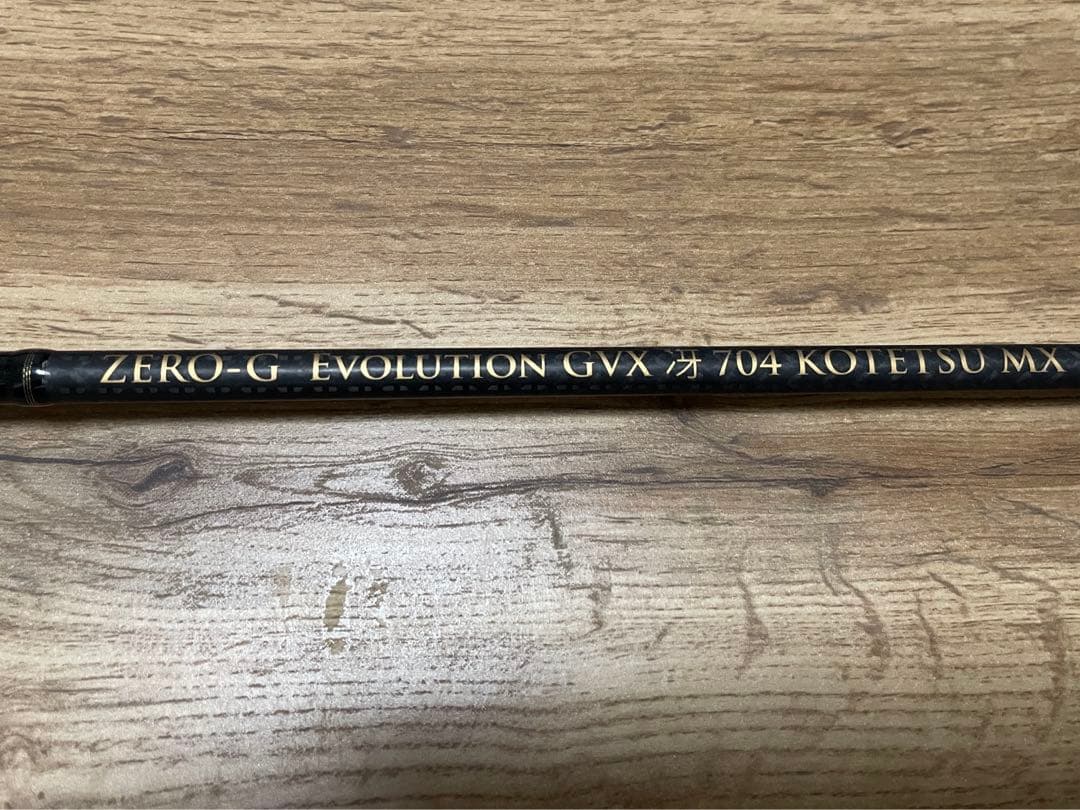 ZERO-G EVOLUTION GVX 冴 704 KOTETSU MX